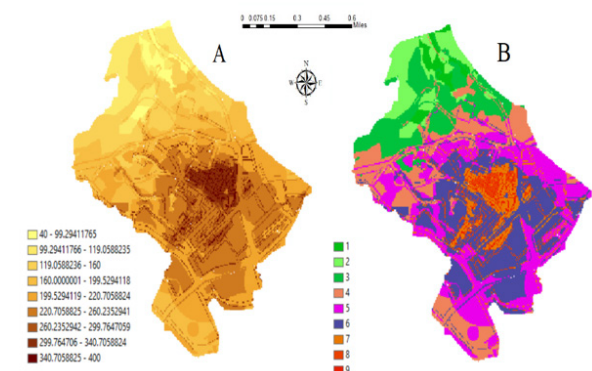 0 0.075 0.15 0.3 0.45 0.6
Miles
A
B
N
W E
S
40 - 99.29411765
99.29411766 - 119.0588235
119.0588236 - 160
160.0000001 - 199.5294118
199.5294119 - 220.7058824
220.7058825 - 260.2352941
260.2352942 - 299.7647059
299.764706 - 340.7058824
340.7058825 - 400
1
2
3
4
5
6
7
8
9